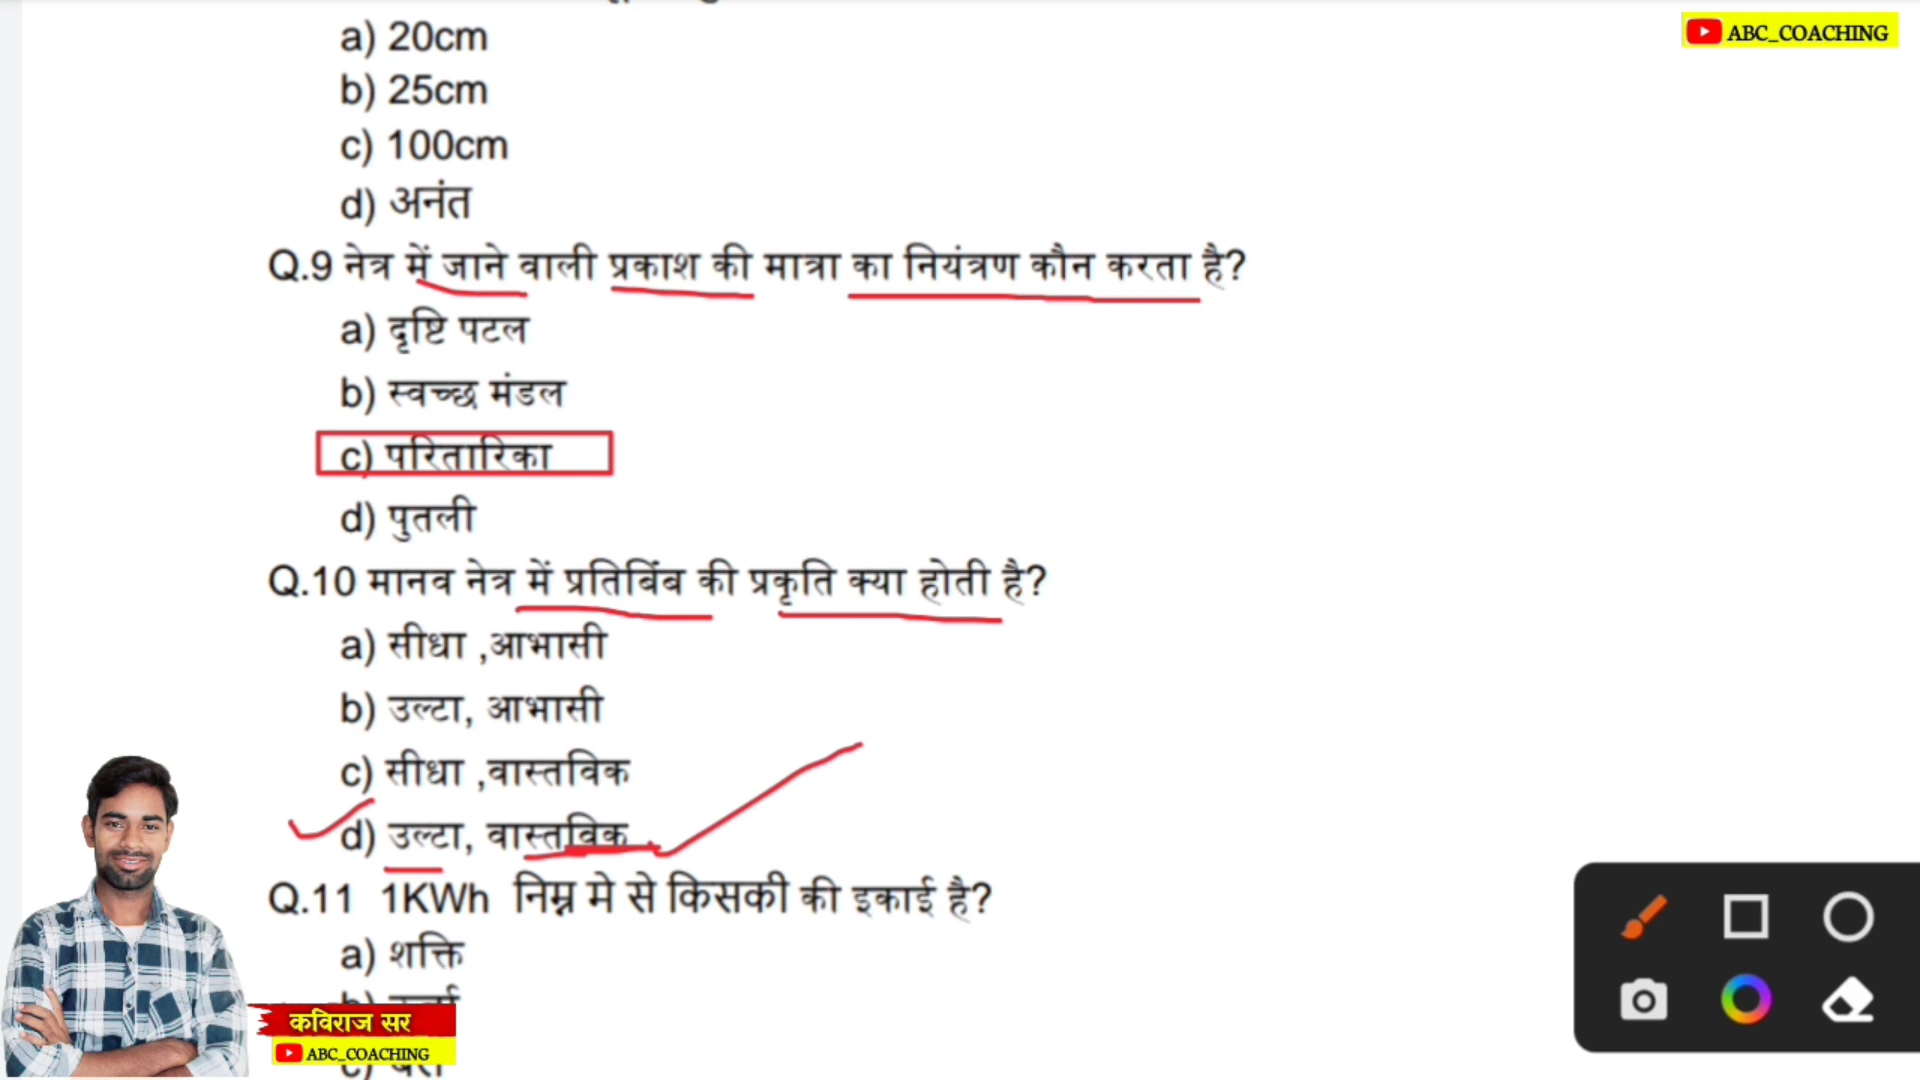 ABC_COACHING
a) 20cm
b) 25cm
c) 100cm
d) अनंत
Q.9 नेत्र में जाने वाली प्रकाश की मात्रा का नियंत्रण कौन करता है?
a) दृष्टि पटल
b) स्वच्छ मंडल
c) परितारिका
d) पुतली
Q.10 मानव नेत्र में प्रतिबिंब की प्रकृति क्या होती है?
a) सीधा ,आभासी
b) उल्टा, आभासी
c) सीधा ,वास्तविक
d) उल्टा, वास्तविक
Q.11 1KWh निम्न मे से किसकी की इकाई है?
a) शक्ति
कविराज सर
ABC_COACHING